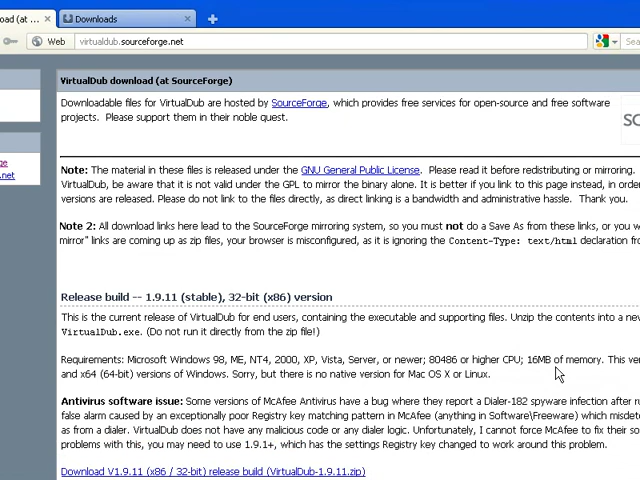 oad (at ...
Downloads
Web
virtualdub.sourceforge.net
Sea
VirtualDub download (at SourceForge)
Downloadable files for VirtualDub are hosted by SourceForge, which provides free services for open-source and free software
projects. Please support them in their noble quest.
SC
ge
.net
Note: The material in these files is released under the GNU General Public License. Please read it before redistributing or mirroring.
VirtualDub, be aware that it is not valid under the GPL to mirror the binary alone. It is better if you link to this page instead, in order
versions are released. Please do not link to the files directly, as direct linking is a bandwidth and administrative hassle. Thank you.
Note 2: All download links here lead to the SourceForge mirroring system, so you must not do a Save As from these links, or you w
mirror" links are coming up as zip files, your browser is misconfigured, as it is ignoring the Content-Type: text/html declaration fro
Release build -- 1.9.11 (stable), 32-bit (x86) version
This is the current release of VirtualDub for end users, containing the executable and supporting files. Unzip the contents into a new
VirtualDub.exe. (Do not run it directly from the zip file!)
Requirements: Microsoft Windows 98, ME, NT4, 2000, XP, Vista, Server, or newer; 80486 or higher CPU; 16MB of memory. This ver
and x64 (64-bit) versions of Windows. Sorry, but there is no native version for Mac OS X or Linux.
Antivirus software issue: Some versions of McAfee Antivirus have a bug where they report a Dialer-182 spyware infection after ru
false alarm caused by an exceptionally poor Registry key matching pattern in McAfee (anything in Software\Freeware) which misdete
as from a dialer. VirtualDub does not have any malicious code or any dialer logic. Unfortunately, I cannot force McAfee to fix their so
problems with this, you may need to use 1.9.1+, which has the settings Registry key changed to work around this problem.
Download V1.9.11 (x86 / 32-bit) release build (VirtualDub-1.9.11.zip)